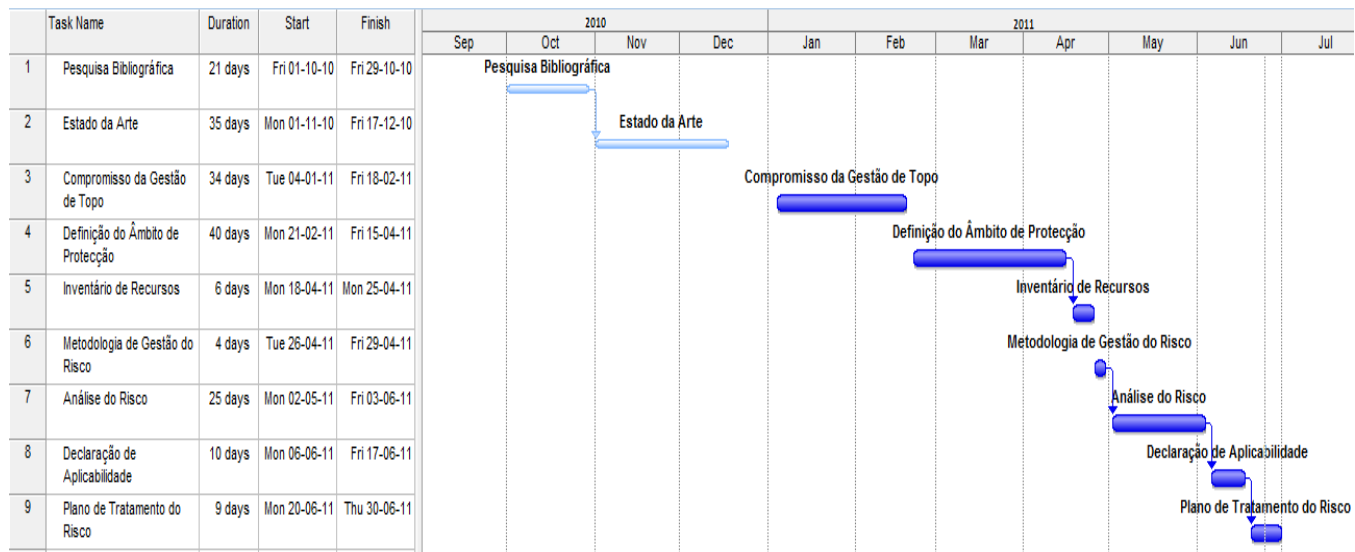 Task Name Duration Start Finish 2010 2011
Sep Oct Nov Dec Jan Feb Mar Apr May Jun Jul
1 Pesquisa Bibliográfica 21 days Fri 01-10-10 Fri 29-10-10 Pesquisa Bibliográfica
2 Estado da Arte 35 days Mon 01-11-10 Fri 17-12-10 Estado da Arte
3 Compromisso da Gestão 34 days Tue 04-01-11 Fri 18-02-11 Compromisso da Gestão de Topo
de Topo
4 Definição do Âmbito de 40 days Mon 21-02-11 Fri 15-04-11 Definição do Âmbito de Protecção
Protecção
5 Inventário de Recursos 6 days Mon 18-04-11 Mon 25-04-11 Inventário de Recursos
6 Metodologia de Gestão do 4 days Tue 26-04-11 Fri 29-04-11 Metodologia de Gestão do Risco
Risco
7 Análise do Risco 25 days Mon 02-05-11 Fri 03-06-11 Análise do Risco
8 Declaração de 10 days Mon 06-06-11 Fri 17-06-11 Declaração de Aplicabilidade
Aplicabilidade
9 Plano de Tratamento do 9 days Mon 20-06-11 Thu 30-06-11 Plano de Tratamento do Risco
Risco